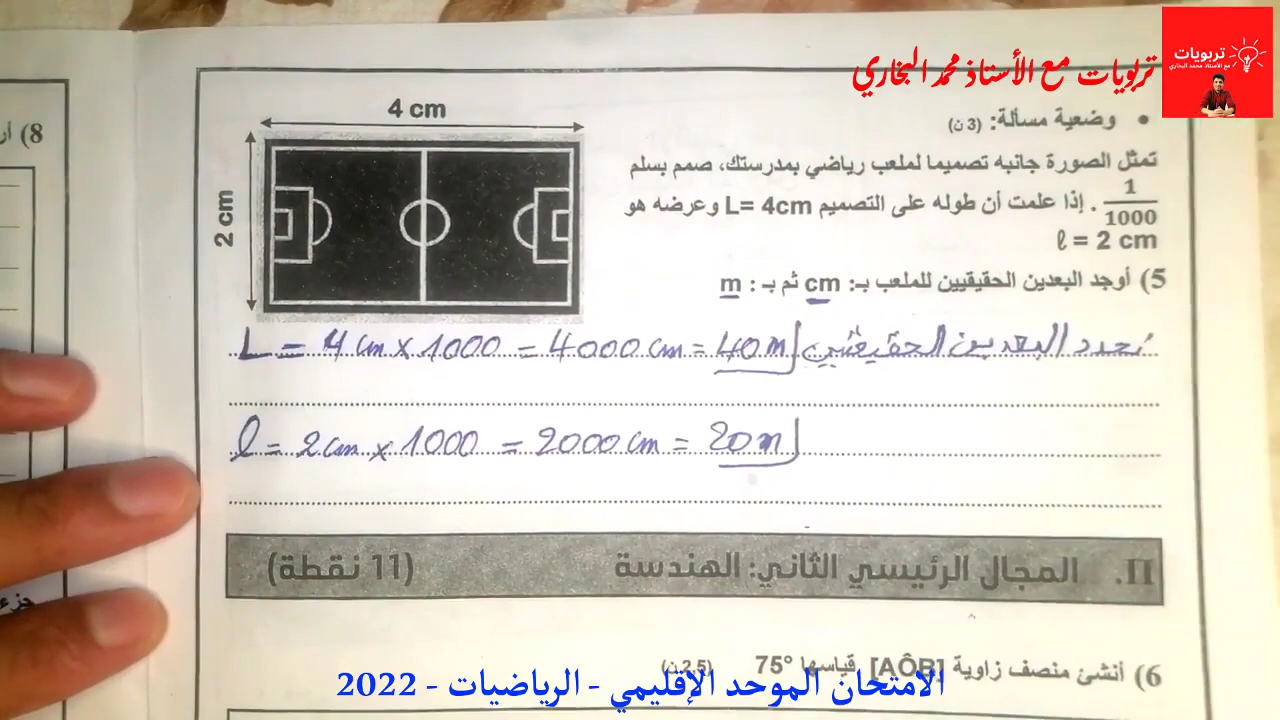 تربويات
مع الأستاذ محمد البخاري
تربويات مع الأستاذ محمد البخاري
• وضعية مسألة: (3 ن)
تمثل الصورة جانبه تصميما لملعب رياضي بمدرستك، صمم بسلم
1/1000 . إذا علمت أن طوله على التصميم L= 4cm وعرضه هو
ℓ = 2 cm
4 cm
2 cm
5) أوجد البعدين الحقيقيين للملعب بـ: cm ثم بـ : m
نحدد البعدين الحقيقيين
L = 4 cm × 1000 = 4000 cm = 40 m
l = 2 cm × 1000 = 2000 cm = 20 m
II. المجال الرئيسي الثاني: الهندسة (11 نقطة)
6) أنشئ منصف زاوية [AÔB] قياسها 75° (2,5 ن)
الامتحان الموحد الإقليمي - الرياضيات - 2022
8) أر